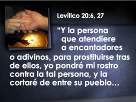 Levítico 20:6, 27
“Y la persona
que atendiere
a encantadores
o adivinos, para prostituirse tras
de ellos, yo pondré mi rostro
contra la tal persona, y la
cortaré de entre su pueblo…